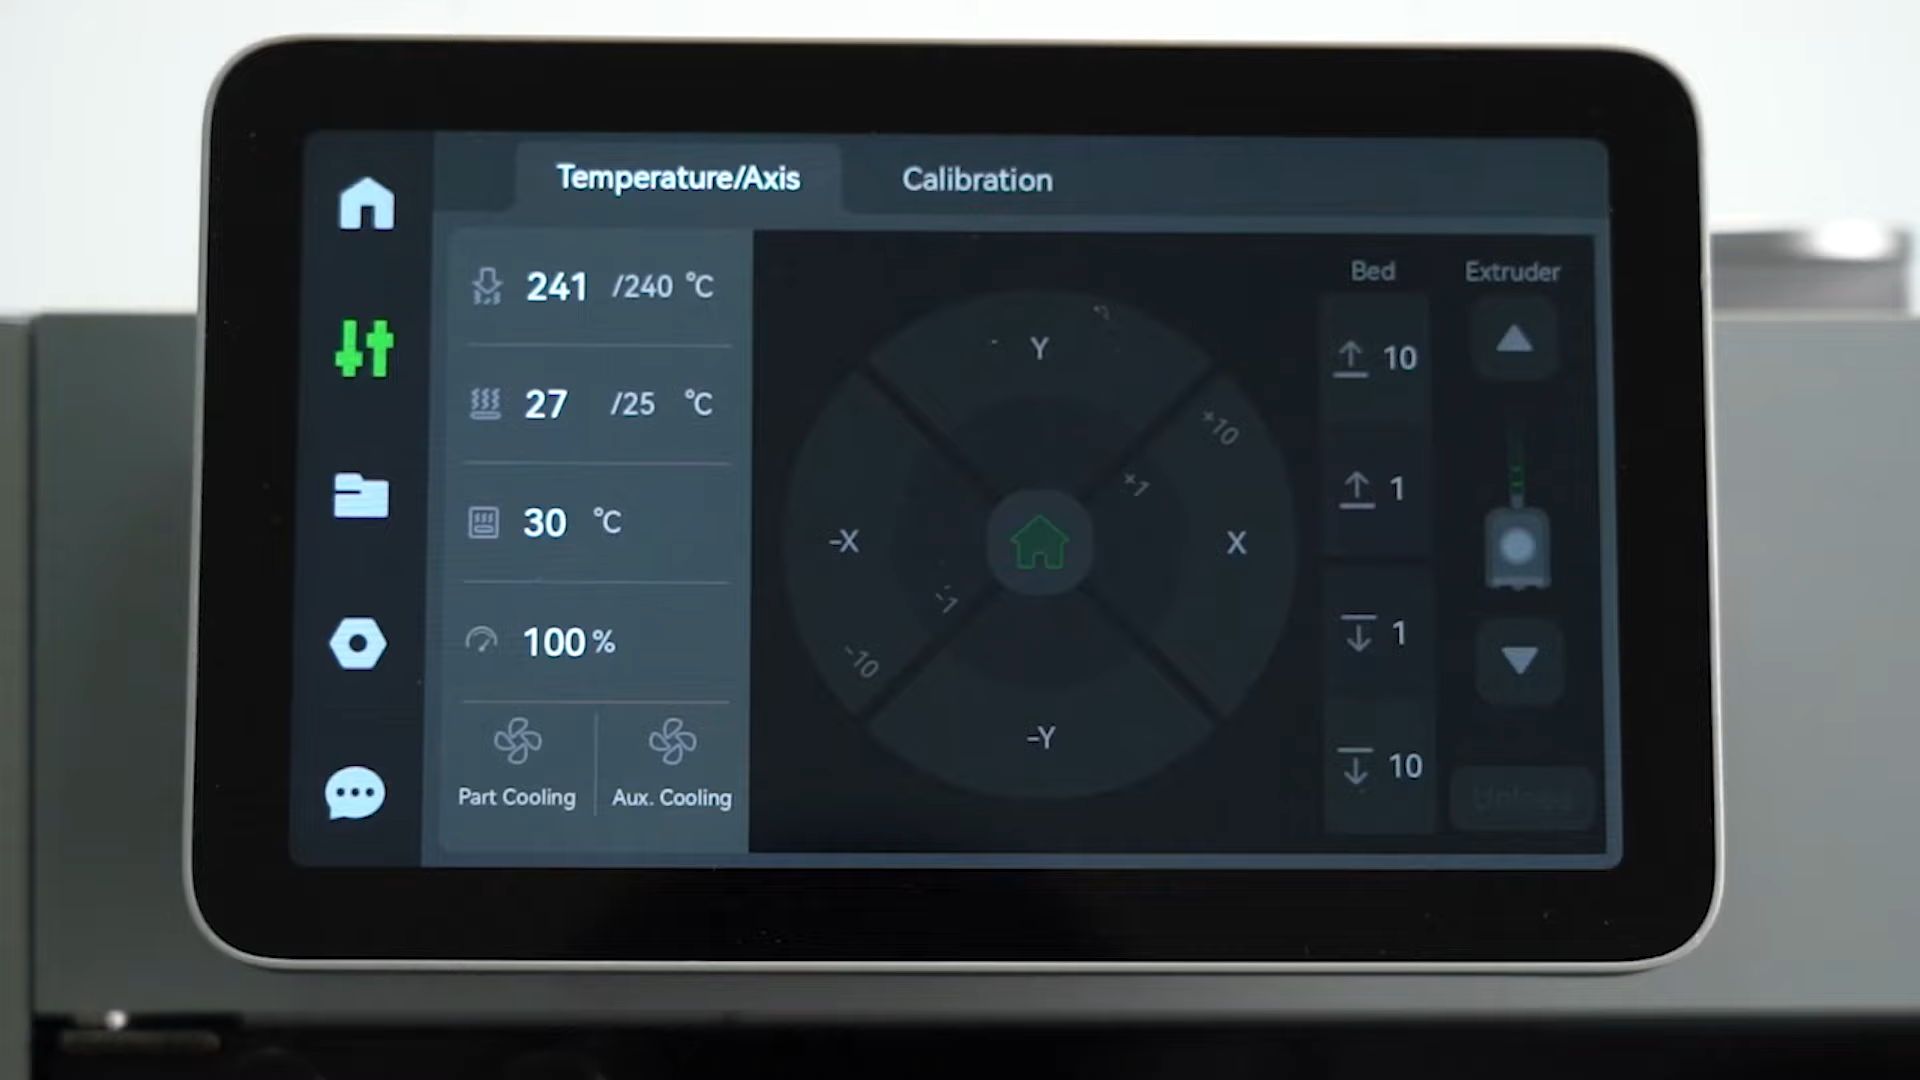 Temperature/Axis
Calibration
241 /240 °C
27 /25 °C
30 °C
100 %
Part Cooling
Aux. Cooling
Y
+10
+1
-X
X
-1
-10
-Y
Bed
10
1
1
10
Extruder
Unload